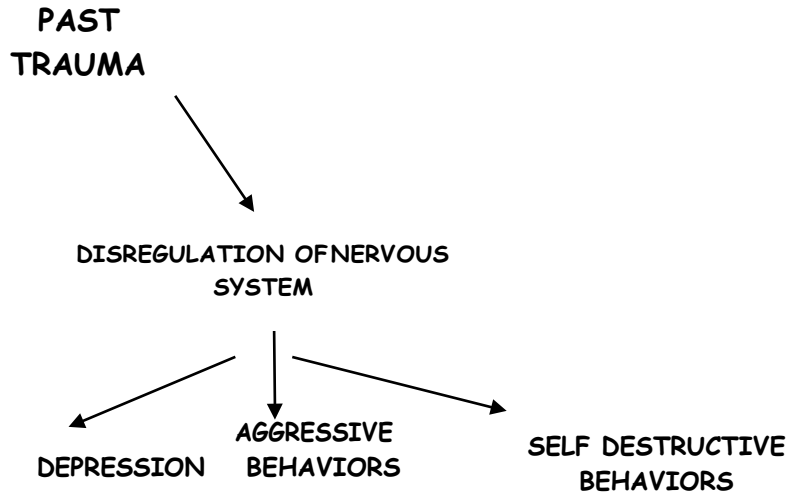 PAST
TRAUMA
DISREGULATION OFNERVOUS
SYSTEM
DEPRESSION
AGGRESSIVE
BEHAVIORS
SELF DESTRUCTIVE
BEHAVIORS